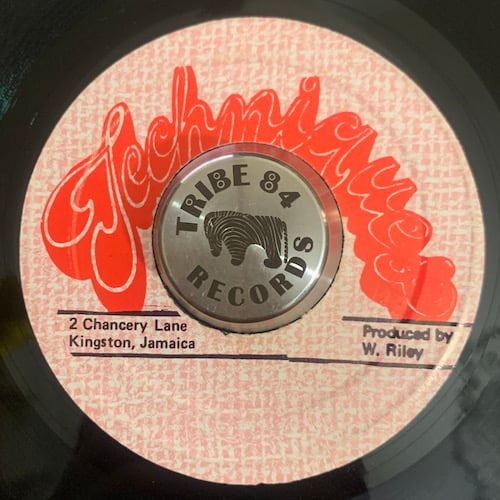 Techniques
TRIBE 84
RECORDS
2 Chancery Lane
Kingston, Jamaica
Produced by
W. Riley